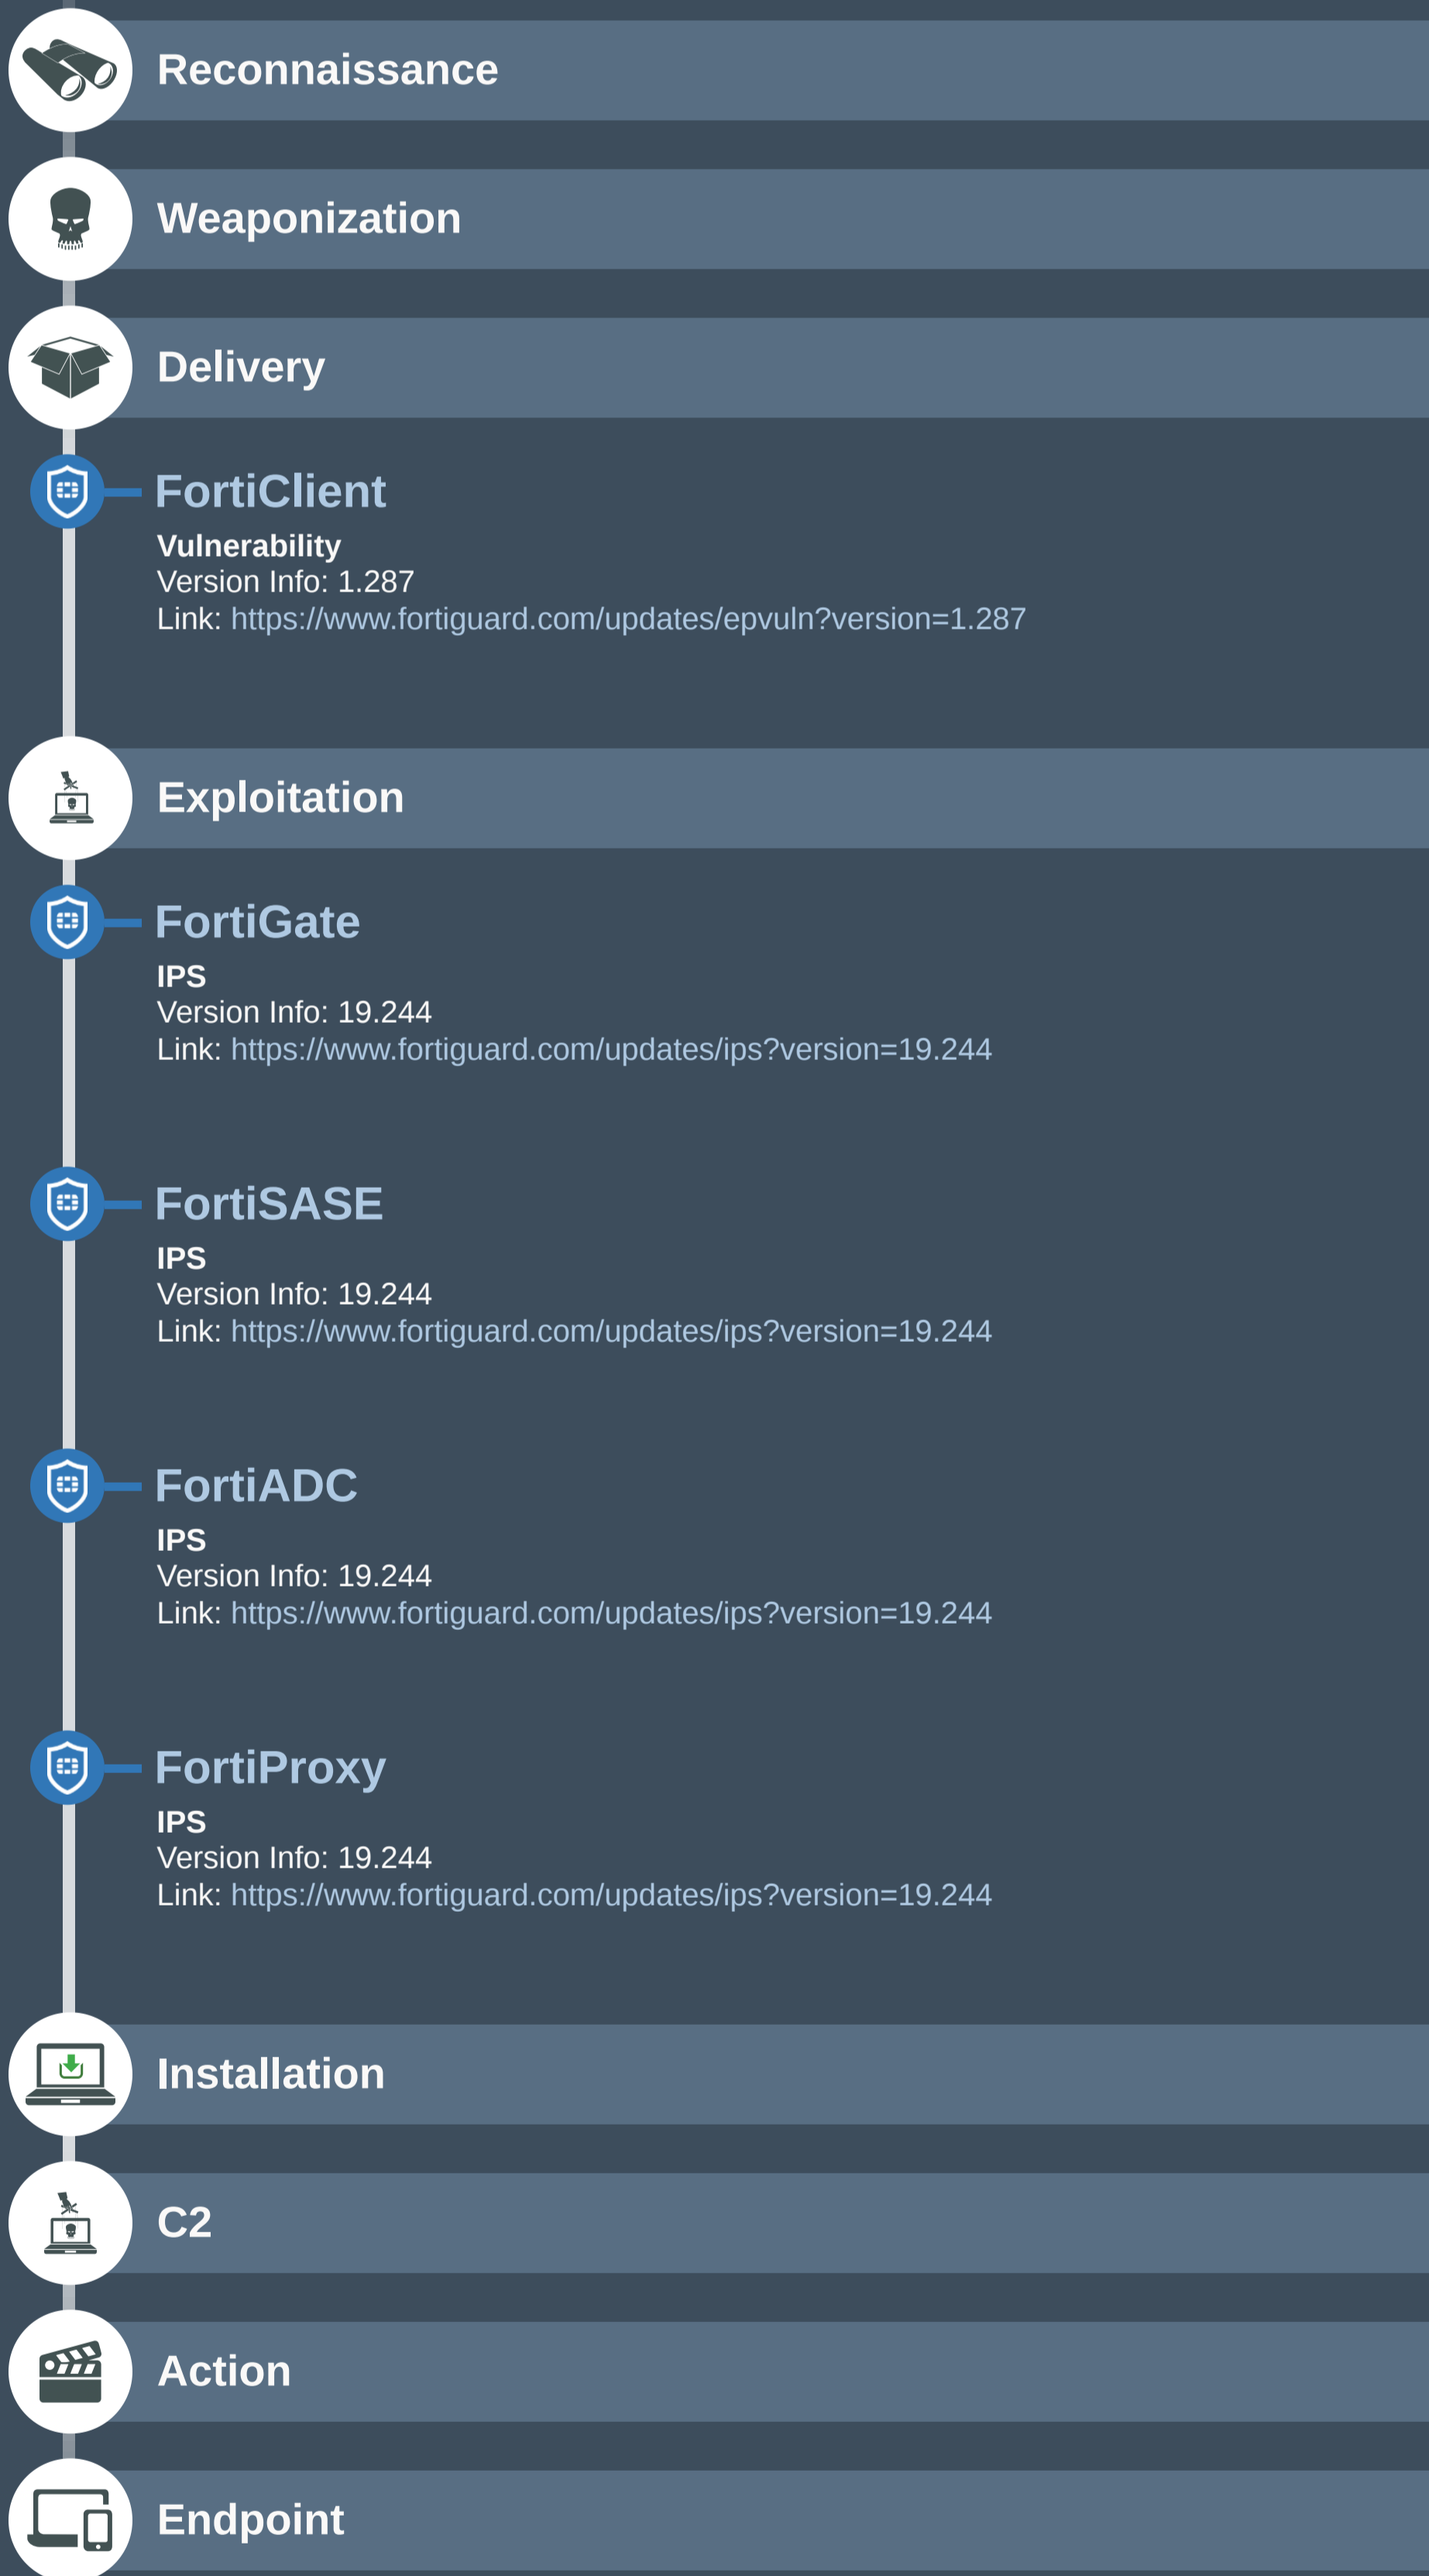 Reconnaissance
Weaponization
Delivery
FortiClient
Vulnerability
Version Info: 1.287
Link: https://www.fortiguard.com/updates/epvuln?version=1.287
Exploitation
FortiGate
IPS
Version Info: 19.244
Link: https://www.fortiguard.com/updates/ips?version=19.244
FortiSASE
IPS
Version Info: 19.244
Link: https://www.fortiguard.com/updates/ips?version=19.244
FortiADC
IPS
Version Info: 19.244
Link: https://www.fortiguard.com/updates/ips?version=19.244
FortiProxy
IPS
Version Info: 19.244
Link: https://www.fortiguard.com/updates/ips?version=19.244
Installation
C2
Action
Endpoint